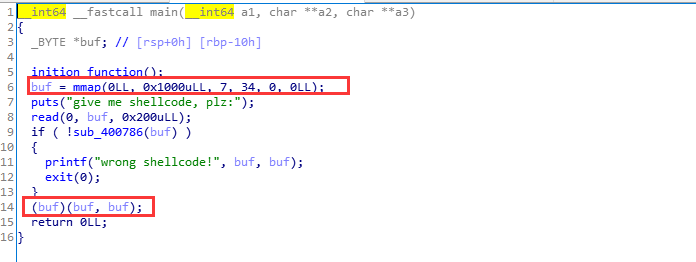 1 __int64 __fastcall main(__int64 a1, char **a2, char **a3)
2 {
3 _BYTE *buf; // [rsp+0h] [rbp-10h]
4
5 inition_function();
6 buf = mmap(0LL, 0x1000uLL, 7, 34, 0, 0LL);
7 puts("give me shellcode, plz:");
8 read(0, buf, 0x200uLL);
9 if ( !sub_400786(buf) )
10 {
11 printf("wrong shellcode!", buf, buf);
12 exit(0);
13 }
14 (buf)(buf, buf);
15 return 0LL;
16 }